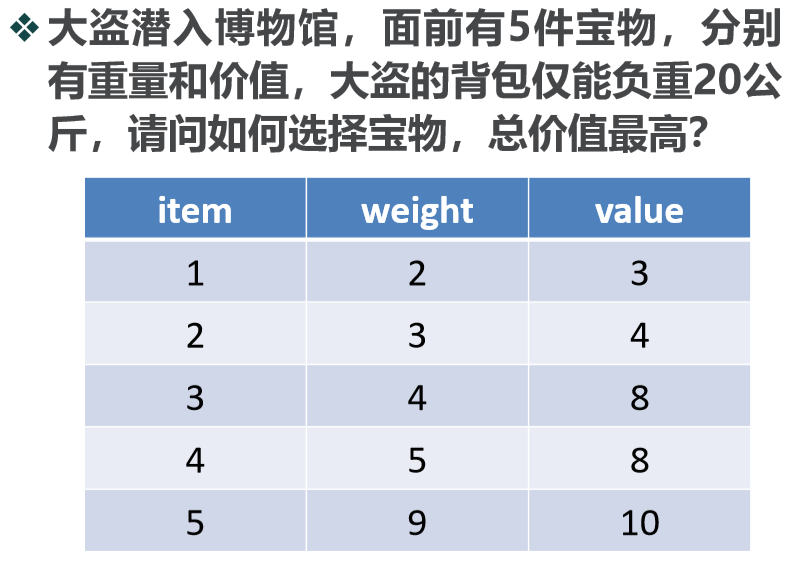 ❖ 大盗潜入博物馆，面前有5件宝物，分别
有重量和价值，大盗的背包仅能负重20公
斤，请问如何选择宝物，总价值最高？
item weight value
1 2 3
2 3 4
3 4 8
4 5 8
5 9 10